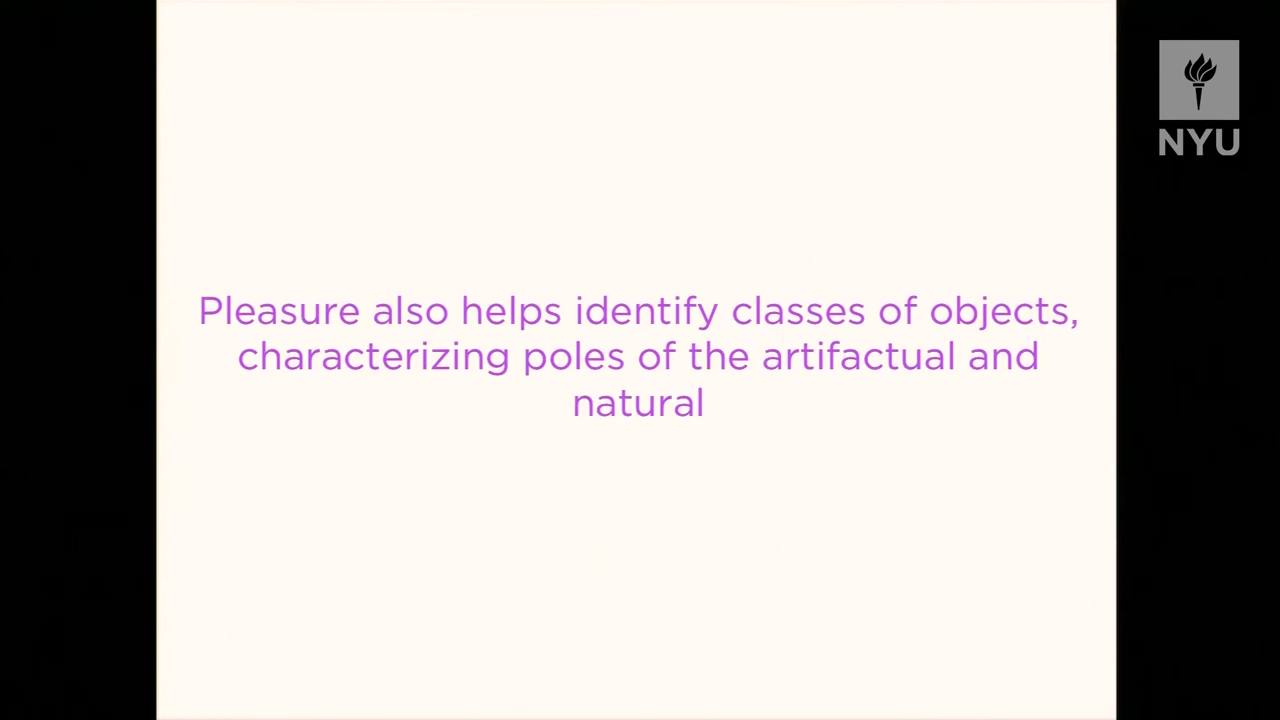 Pleasure also helps identify classes of objects,
characterizing poles of the artifactual and
natural
NYU